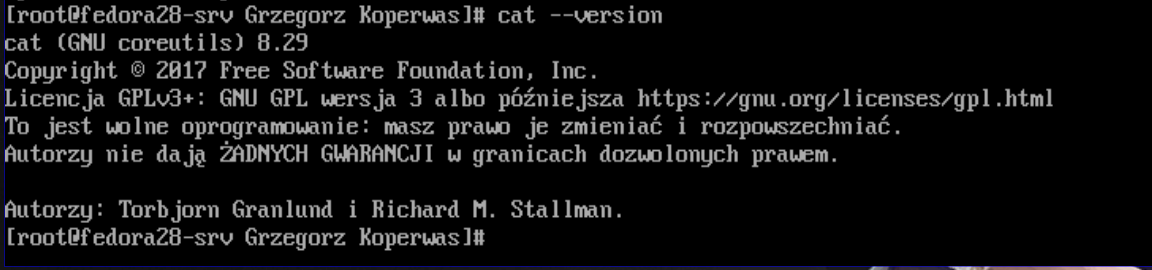 [root@fedora28-srv Grzegorz Koperwas]# cat --version
cat (GNU coreutils) 8.29
Copyright © 2017 Free Software Foundation, Inc.
Licencja GPLv3+: GNU GPL wersja 3 albo późniejsza https://gnu.org/licenses/gpl.html
To jest wolne oprogramowanie: masz prawo je zmieniać i rozpowszechniać.
Autorzy nie dają ŻADNYCH GWARANCJI w granicach dozwolonych prawem.
Autorzy: Torbjorn Granlund i Richard M. Stallman.
[root@fedora28-srv Grzegorz Koperwas]#